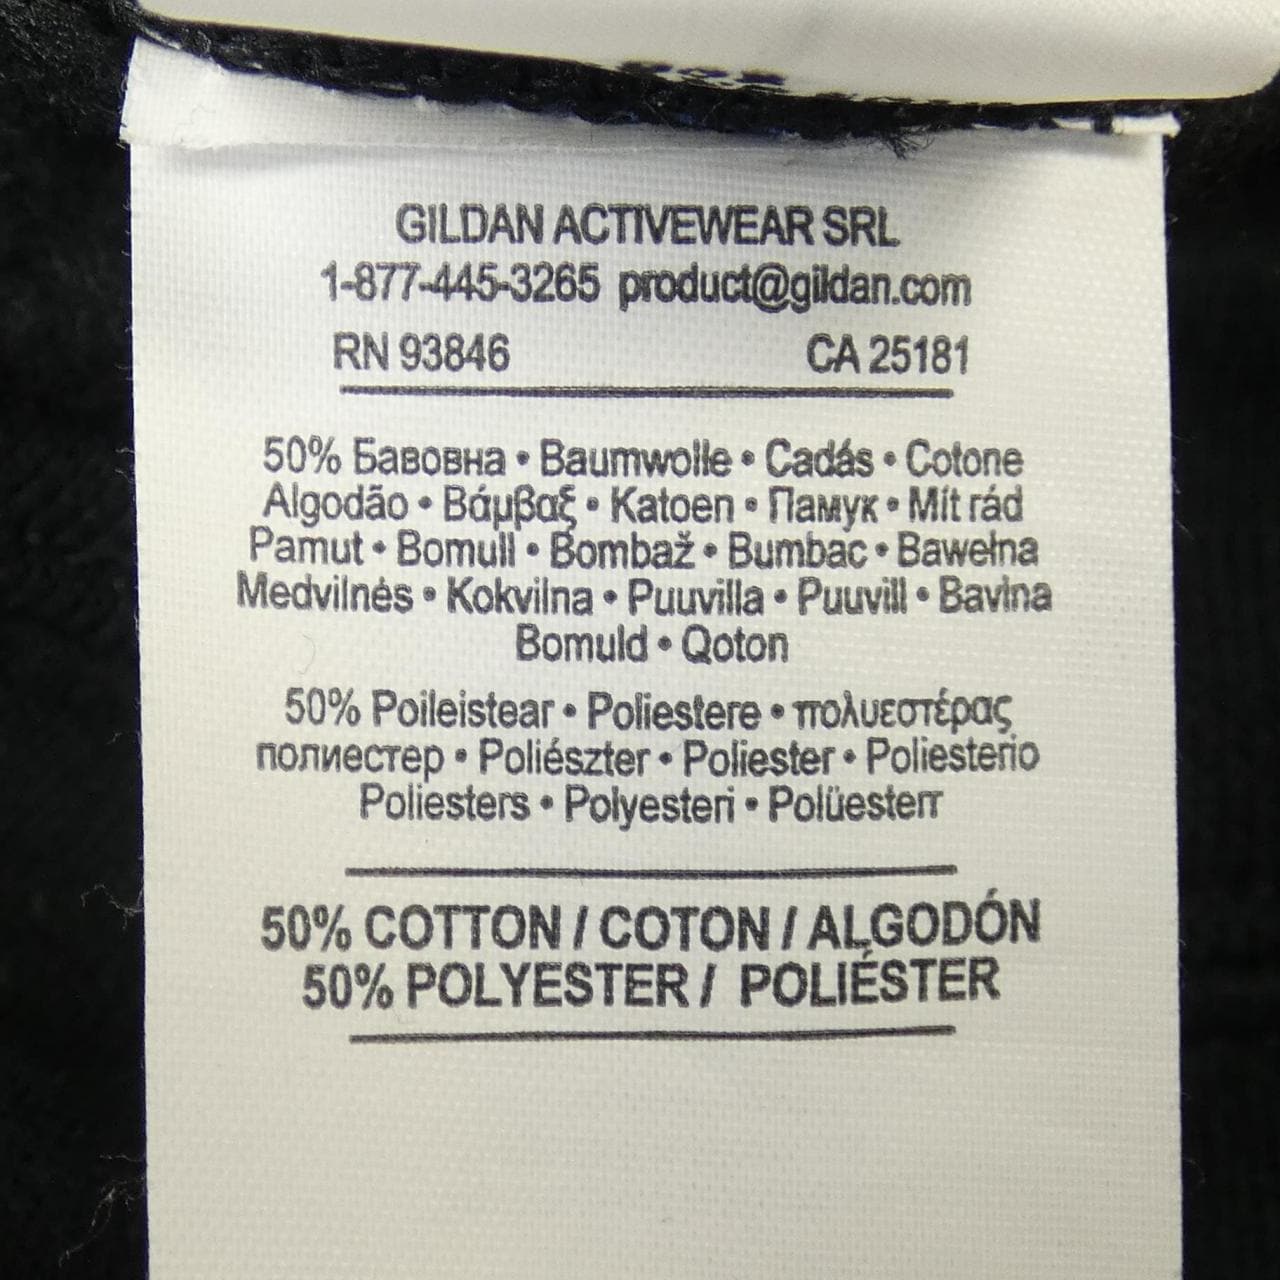 GILDAN ACTIVEWEAR SRL
1-877-445-3265 product@gildan.com
RN 93846 CA 25181
50% Бавовна • Baumwolle • Cadás • Cotone
Algodão • Βάμβαξ • Katoen • Памук • Mít rád
Pamut • Bomull • Bombaž • Bumbac • Bawełna
Medvilnės • Kokvilna • Puuvilla • Puuvill • Bavlna
Bomuld • Qoton
50% Poileistear • Poliestere • πολυεστέρας
полиестер • Poliészter • Poliester • Poliesterio
Poliesters • Polyesteri • Polüesterr
50% COTTON / COTON / ALGODÓN
50% POLYESTER / POLIÉSTER